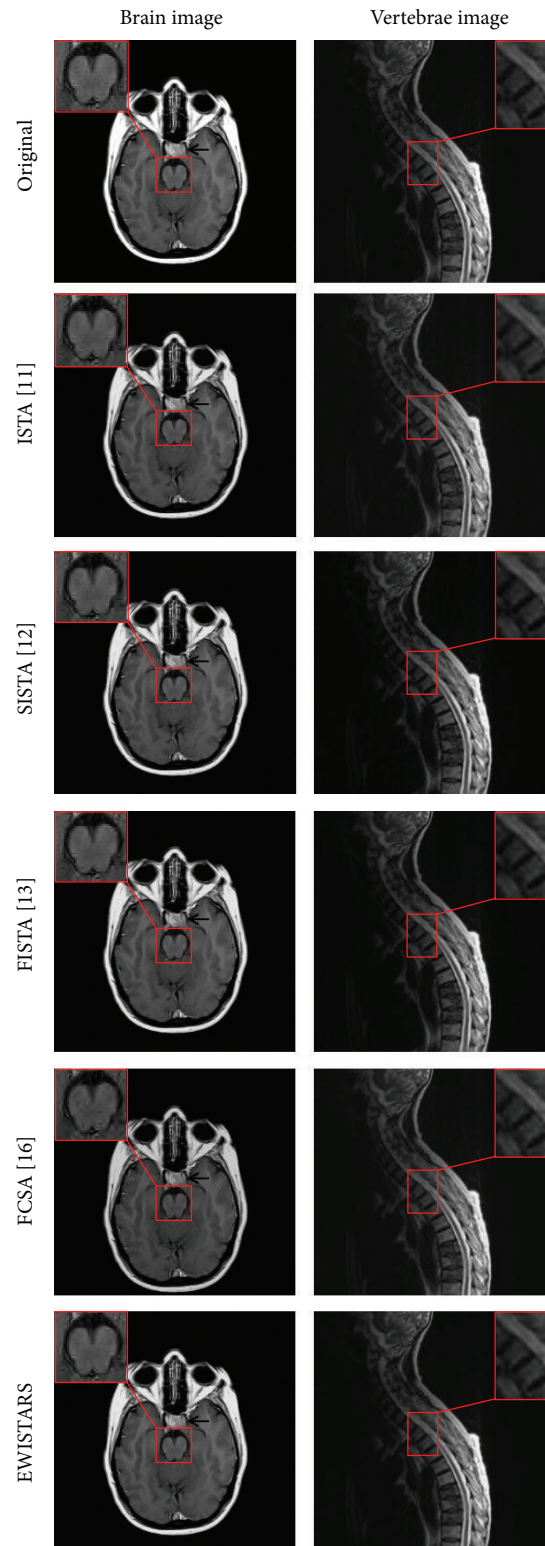 Brain image
Vertebrae image
Original
ISTA [11]
SISTA [12]
FISTA [13]
FCSA [16]
EWISTARS